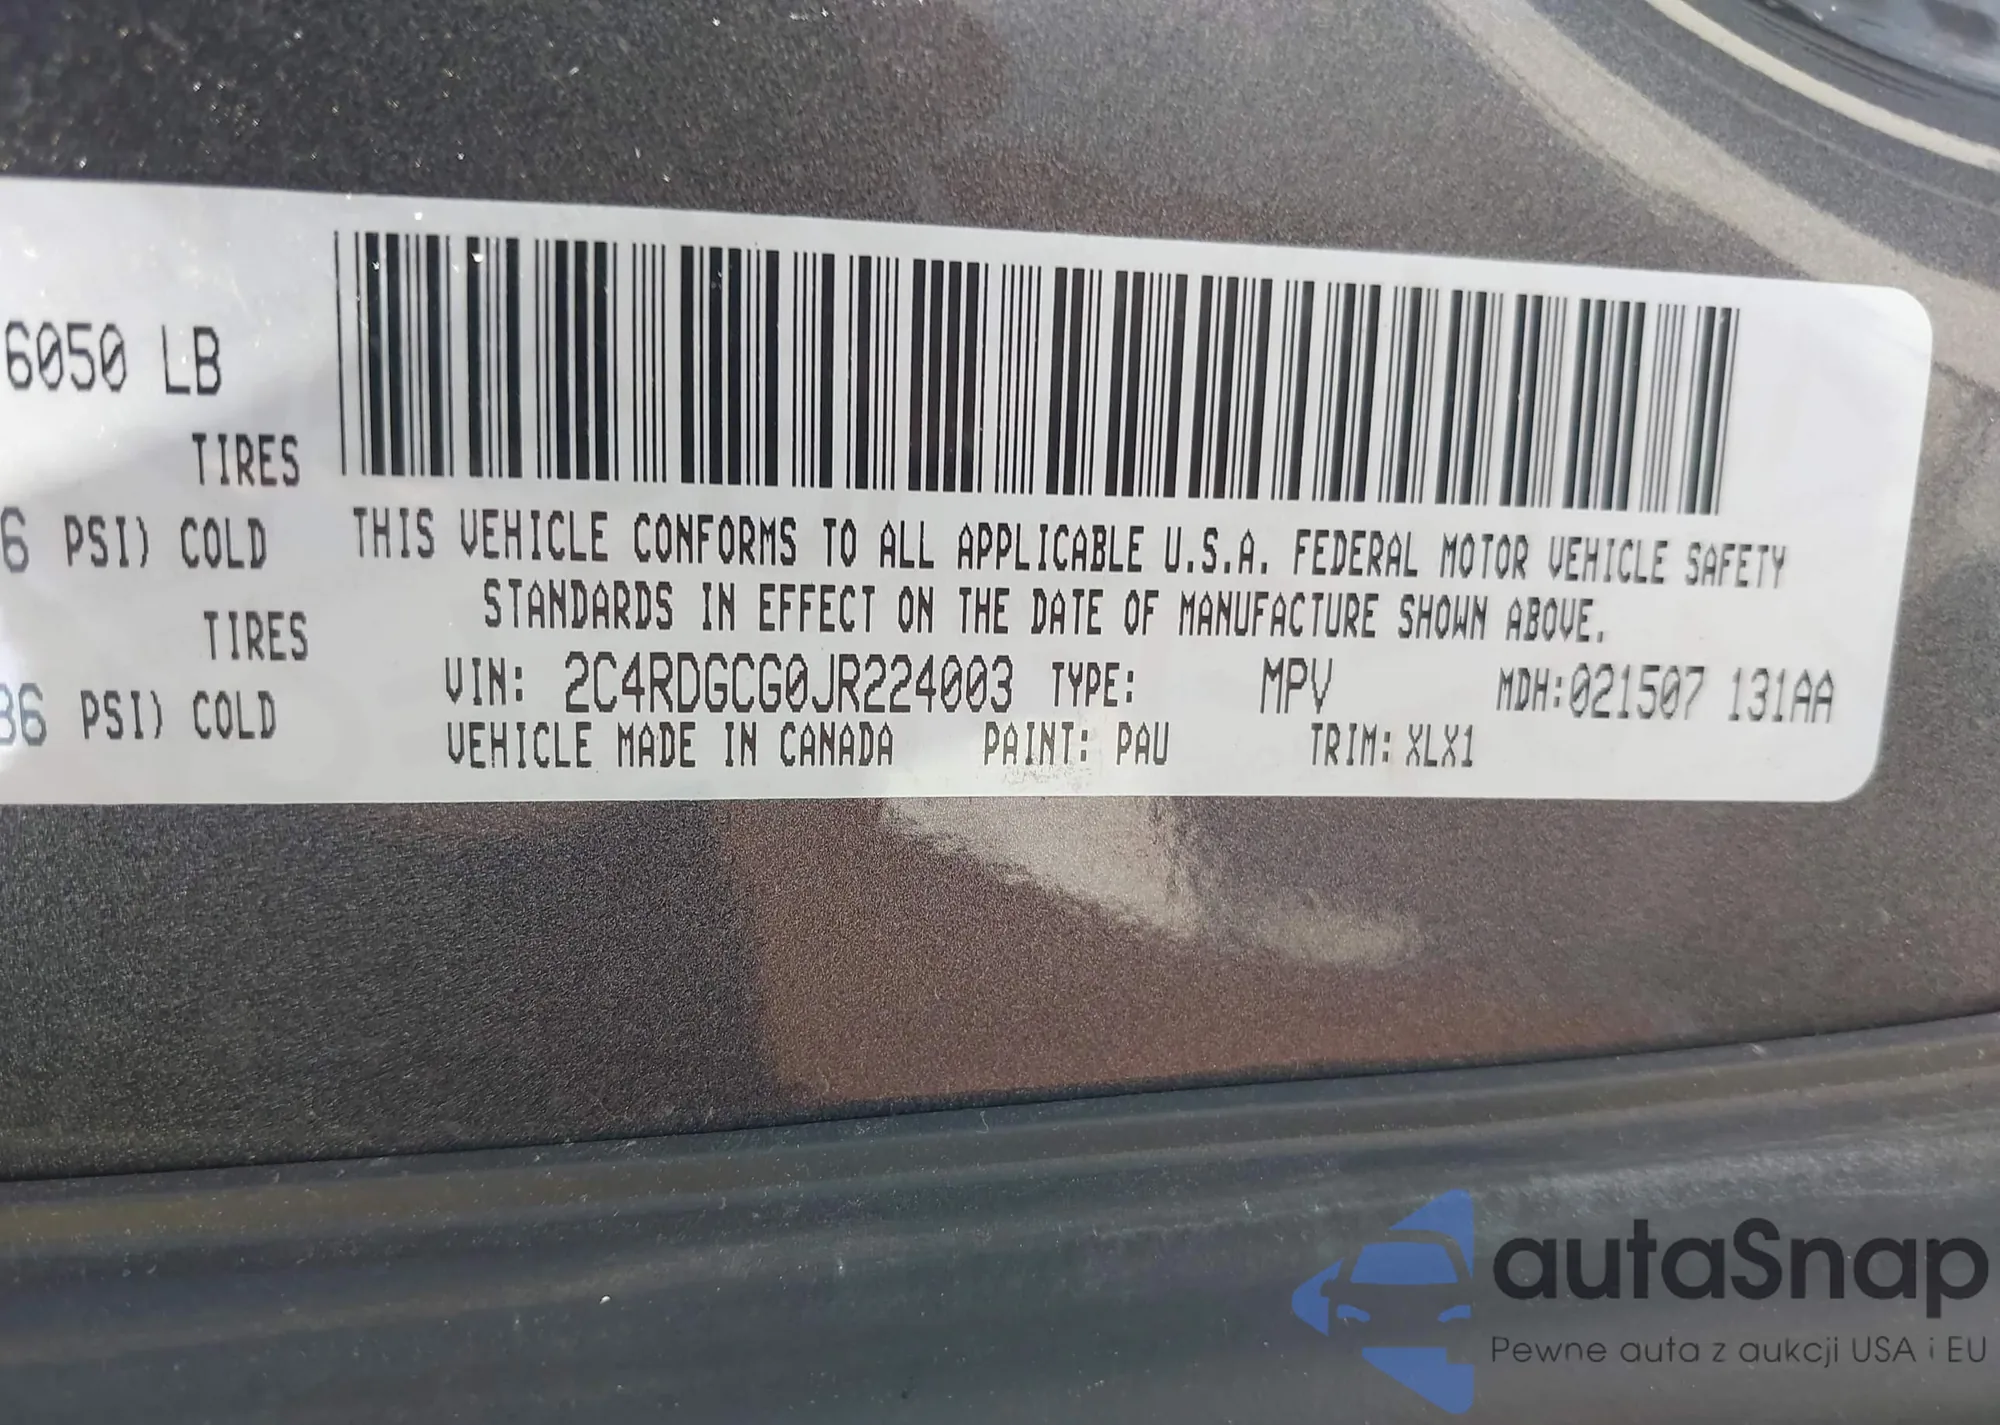 6050 LB
TIRES
6 PSI) COLD
TIRES
36 PSI) COLD
THIS VEHICLE CONFORMS TO ALL APPLICABLE U.S.A. FEDERAL MOTOR VEHICLE SAFETY
STANDARDS IN EFFECT ON THE DATE OF MANUFACTURE SHOWN ABOVE.
VIN: 2C4RDGCG0JR224003 TYPE: MPV MDH:021507 131AA
VEHICLE MADE IN CANADA PAINT: PAU TRIM: XLX1
autaSnap
Pewne auta z aukcji USA i EU